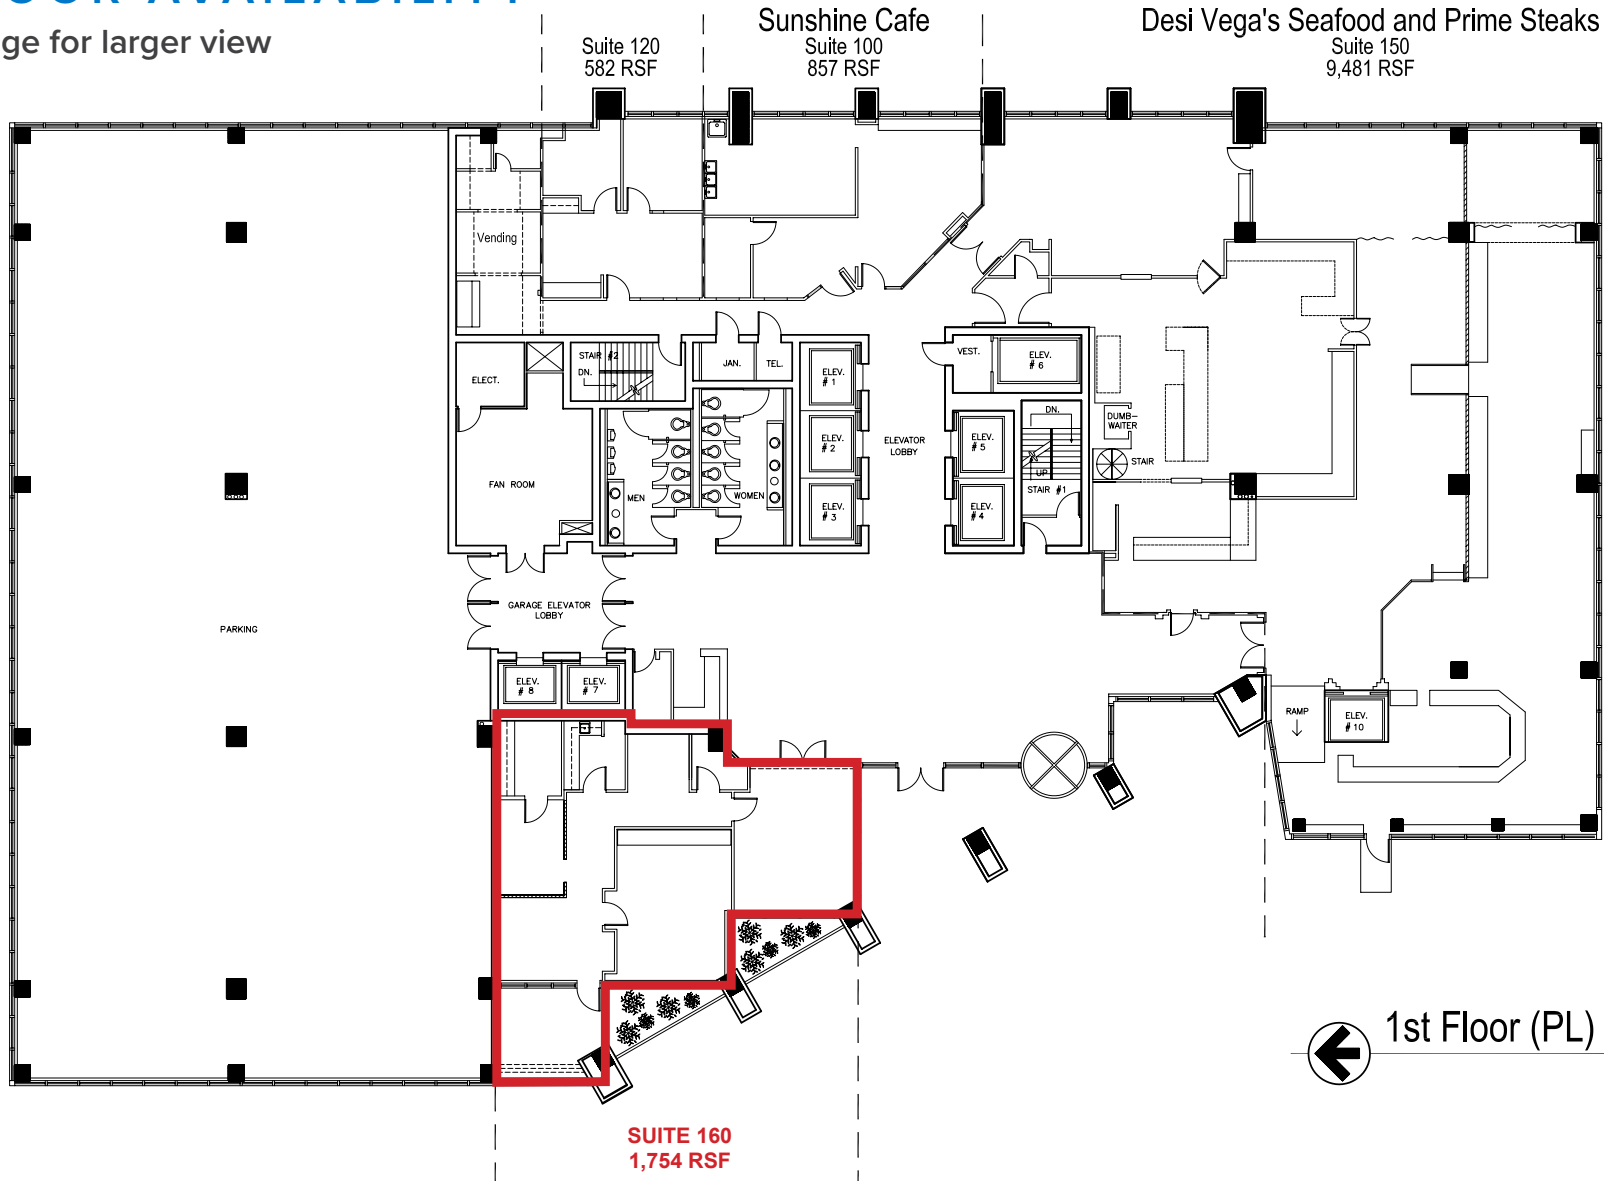 ge for larger view
Sunshine Cafe
Suite 120
582 RSF
Suite 100
857 RSF
Desi Vega's Seafood and Prime Steaks
Suite 150
9,481 RSF
Vending
STAIR #2
DN.
JAN.
TEL.
ELEV.
# 1
VEST.
ELEV.
# 6
ELECT.
DN.
DUMB-
WAITER
ELEV.
# 2
ELEVATOR
LOBBY
ELEV.
# 5
STAIR
UP
FAN ROOM
MEN
WOMEN
STAIR #1
ELEV.
# 3
ELEV.
# 4
GARAGE ELEVATOR
LOBBY
PARKING
ELEV.
# 8
ELEV.
# 7
RAMP
ELEV.
# 10
1st Floor (PL)
SUITE 160
1,754 RSF